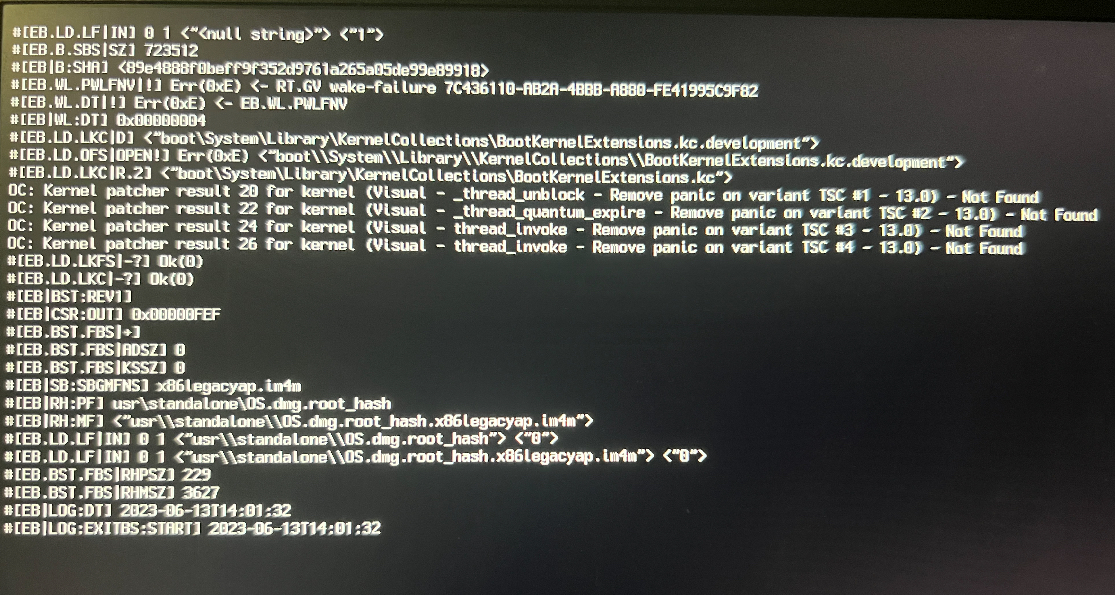 #[EB.LD.LF|IN] 0 1 <"<null string>"> <"1">
#[EB.B.SBS|SZ] 723512
#[EB|B:SHA] <89e4888f0beff9f352d9761a265a05de99e89918>
#[EB.WL.PWLFNV|!] Err(0xE) <- RT.GV wake-failure 7C436110-AB2A-4BBB-A880-FE41995C9F82
#[EB.WL.DT|!] Err(0xE) <- EB.WL.PWLFNV
#[EB|WL:DT] 0x00000004
#[EB.LD.LKC|D] <"boot\System\Library\KernelCollections\BootKernelExtensions.kc.development">
#[EB.LD.OFS|OPEN!] Err(0xE) <"boot\\System\\Library\\KernelCollections\\BootKernelExtensions.kc.development">
#[EB.LD.LKC|R.2] <"boot\System\Library\KernelCollections\BootKernelExtensions.kc">
OC: Kernel patcher result 20 for kernel (Visual - _thread_unblock - Remove panic on variant TSC #1 - 13.0) - Not Found
OC: Kernel patcher result 22 for kernel (Visual - _thread_quantum_expire - Remove panic on variant TSC #2 - 13.0) - Not Found
OC: Kernel patcher result 24 for kernel (Visual - thread_invoke - Remove panic on variant TSC #3 - 13.0) - Not Found
OC: Kernel patcher result 26 for kernel (Visual - thread_invoke - Remove panic on variant TSC #4 - 13.0) - Not Found
#[EB.LD.LKFS|-?] Ok(0)
#[EB.LD.LKC|-?] Ok(0)
#[EB|BST:REV1]
#[EB|CSR:OUT] 0x00000FEF
#[EB.BST.FBS|+]
#[EB.BST.FBS|ADSZ] 0
#[EB.BST.FBS|KSSZ] 0
#[EB|SB:SBGMFNS] x86legacyap.im4m
#[EB|RH:PF] usr\standalone\OS.dmg.root_hash
#[EB|RH:MF] <"usr\\standalone\\OS.dmg.root_hash.x86legacyap.im4m">
#[EB.LD.LF|IN] 0 1 <"usr\\standalone\\OS.dmg.root_hash"> <"0">
#[EB.LD.LF|IN] 0 1 <"usr\\standalone\\OS.dmg.root_hash.x86legacyap.im4m"> <"0">
#[EB.BST.FBS|RHPSZ] 229
#[EB.BST.FBS|RHMSZ] 3627
#[EB|LOG:DT] 2023-06-13T14:01:32
#[EB|LOG:EXITBS:START] 2023-06-13T14:01:32